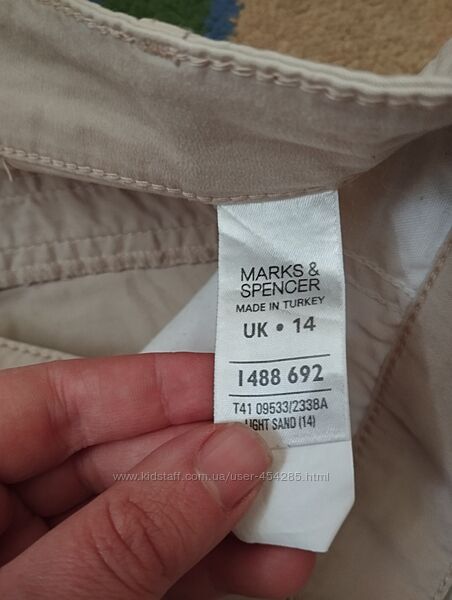 MARKS &
SPENCER
MADE IN TURKEY
UK • 14
1488 692
T41 09533/2338A
LIGHT SAND (14)
www.kidstaff.com.ua/user-454285.html